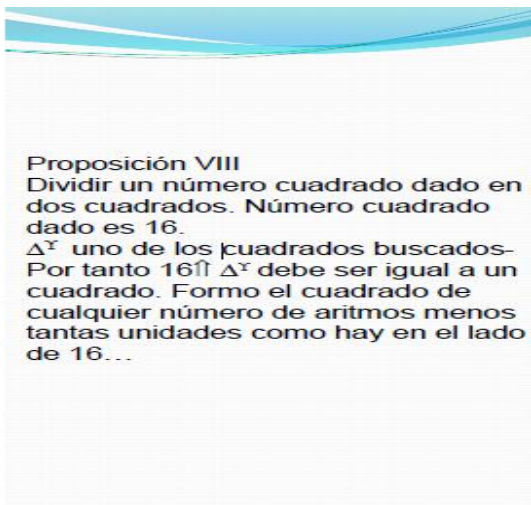 Proposición VIII
Dividir un número cuadrado dado en
dos cuadrados. Número cuadrado
dado es 16.
Δϒ uno de los cuadrados buscados-
Por tanto 16⇑ Δϒ debe ser igual a un
cuadrado. Formo el cuadrado de
cualquier número de aritmos menos
tantas unidades como hay en el lado
de 16...